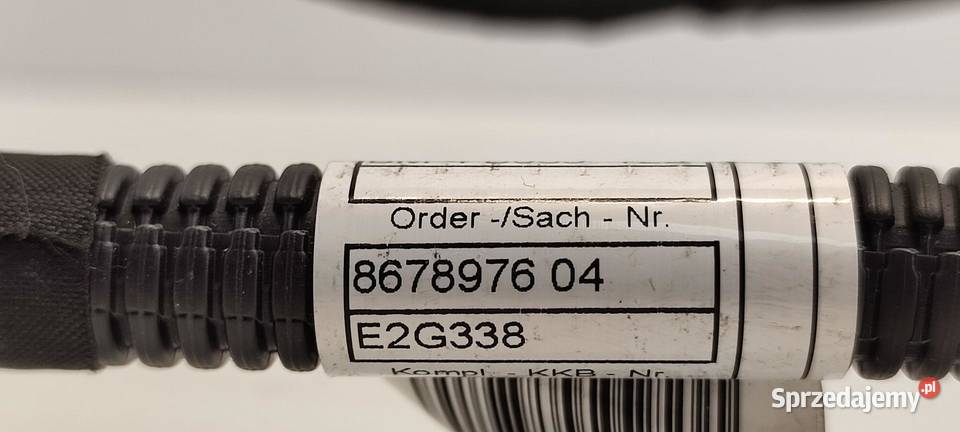 Order -/Sach - Nr.
8678976 04
E2G338
Kompl. - KKB - Nr.
Sprzedajemy.pl